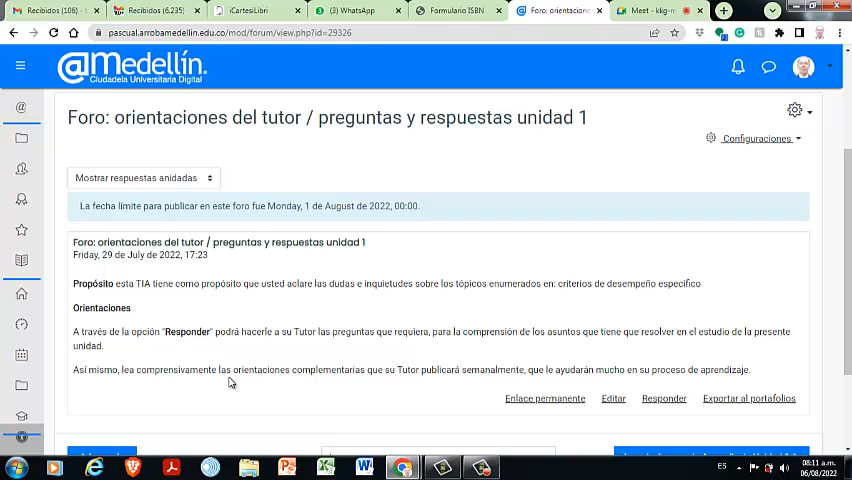 Recibidos (106) -
Recibidos (6.235)
iCartesiLibri
(3) WhatsApp
Formulario ISBN
Foro: orientacione
Meet - kkg-m
pascual.arrobamedellin.edu.co/mod/forum/view.php?id=29326
@Medellín.
Ciudadela Universitaria Digital
Foro: orientaciones del tutor / preguntas y respuestas unidad 1
Configuraciones
Mostrar respuestas anidadas
La fecha límite para publicar en este foro fue Monday, 1 de August de 2022, 00:00.
Foro: orientaciones del tutor / preguntas y respuestas unidad 1
Friday, 29 de July de 2022, 17:23
Propósito esta TIA tiene como propósito que usted aclare las dudas e inquietudes sobre los tópicos enumerados en: criterios de desempeño específico
Orientaciones
A través de la opción "Responder" podrá hacerle a su Tutor las preguntas que requiera, para la comprensión de los asuntos que tiene que resolver en el estudio de la presente
unidad.
Así mismo, lea comprensivamente las orientaciones complementarias que su Tutor publicará semanalmente, que le ayudarán mucho en su proceso de aprendizaje.
Enlace permanente Editar Responder Exportar al portafolios
ES
08:11 a.m.
06/08/2022